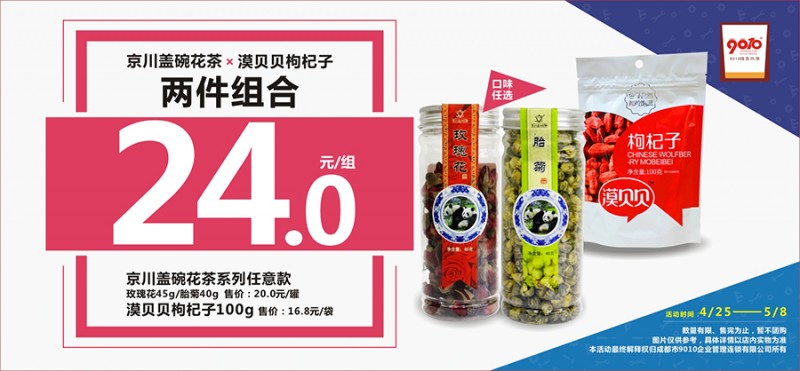 京川盖碗花茶×漠贝贝枸杞子
两件组合
24.0
元/组
京川盖碗花茶系列任意款
玫瑰花45g/胎菊40g 售价：20.0元/罐
漠贝贝枸杞子100g 售价：16.8元/袋
口味
任选
玫瑰花
胎菊
枸杞子
CHINESE WOLFBER
-RY MOBEIBEI
净含量:100克
漠贝贝
9010
活动时间：4/25——5/8
数量有限、售完为止，暂不团购
图片仅供参考，具体详情以店内实物为准
本活动最终解释权归成都市9010企业管理连锁有限公司所有